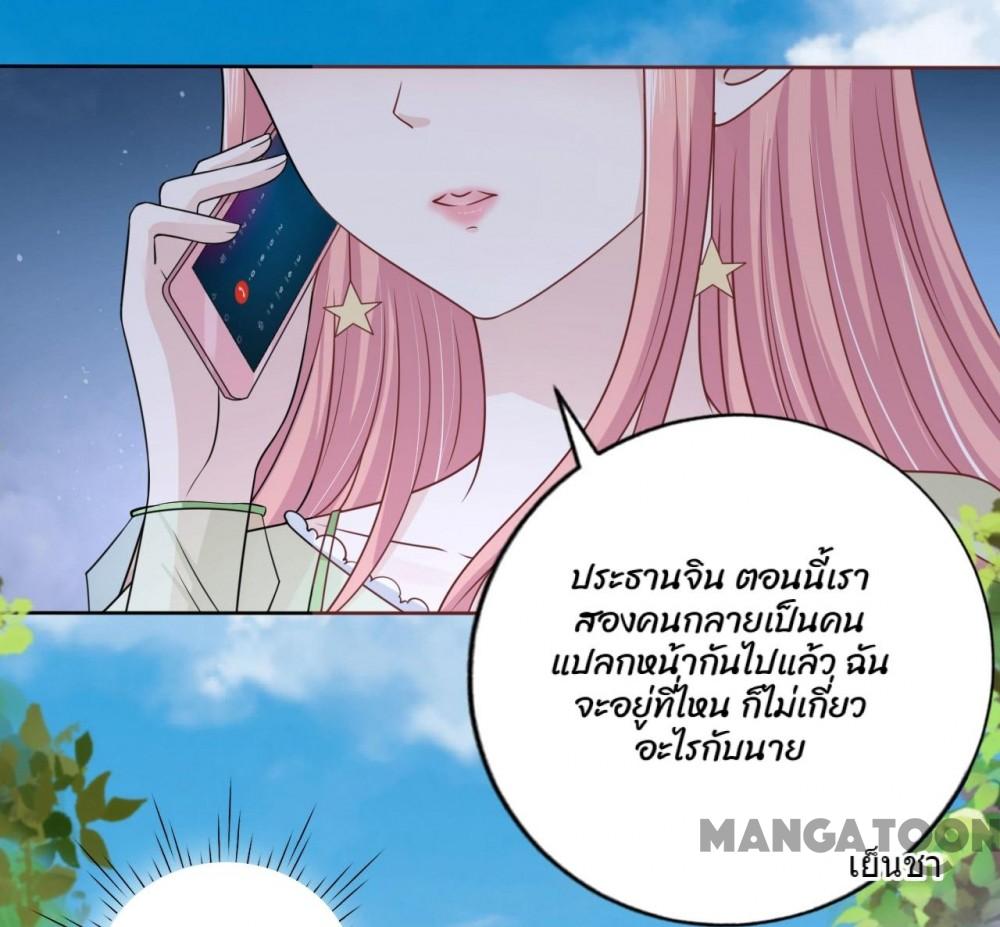 ประธานจิน ตอนนี้เรา
สองคนกลายเป็นคน
แปลกหน้ากันไปแล้ว ฉัน
จะอยู่ที่ไหน ก็ไม่เกี่ยว
อะไรกับนาย
MANGATOON
เย็นชา